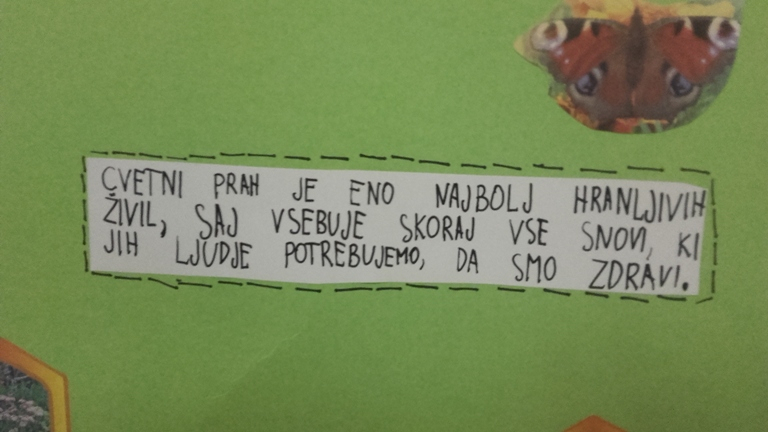 CVETNI PRAH JE ENO NAJBOLJ HRANLJIVIH
ŽIVIL, SAJ VSEBUJE SKORAJ VSE SNOVI, KI
JIH LJUDJE POTREBUJEMO, DA SMO ZDRAVI.